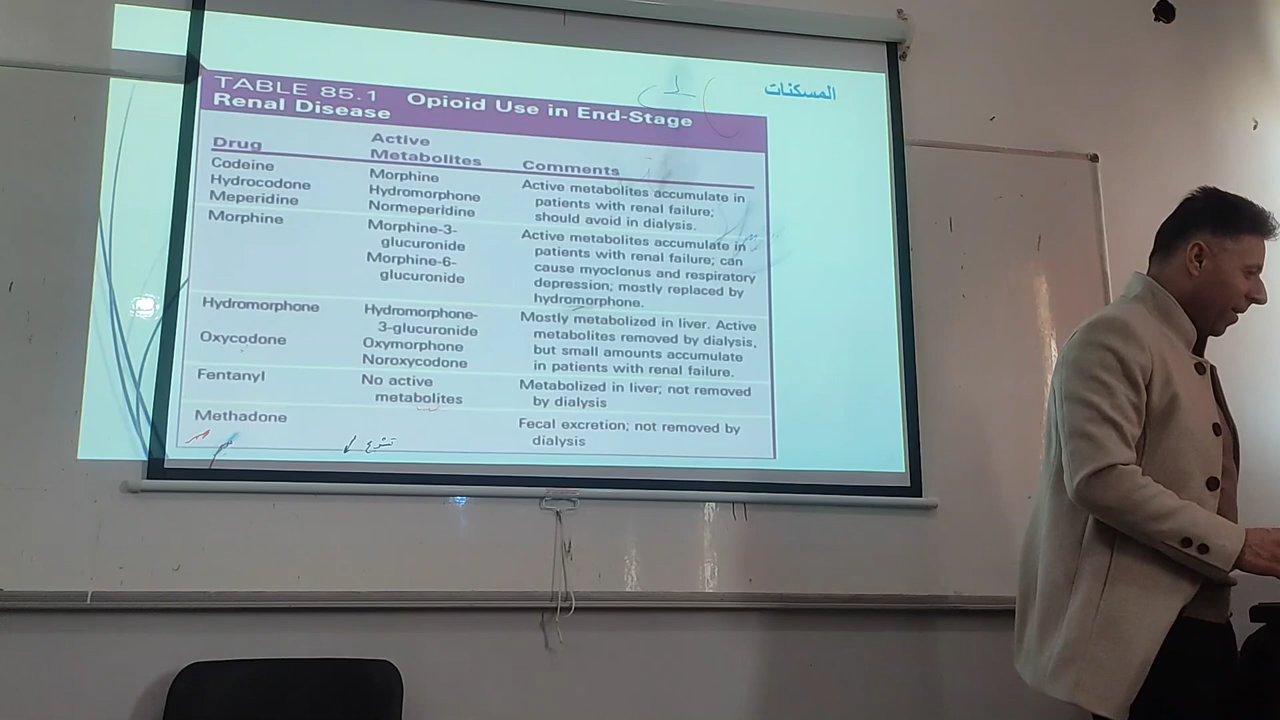 المسكنات
TABLE 85.1 Opioid Use in End-Stage
Renal Disease
Drug
Active
Metabolites
Comments
Codeine
Hydrocodone
Meperidine
Morphine
Hydromorphone
Normeperidine
Active metabolites accumulate in
patients with renal failure;
should avoid in dialysis.
Morphine
Morphine-3-
glucuronide
Morphine-6-
glucuronide
Active metabolites accumulate in
patients with renal failure; can
cause myoclonus and respiratory
depression; mostly replaced by
hydromorphone.
Hydromorphone
Oxycodone
Hydromorphone-
3-glucuronide
Oxymorphone
Noroxycodone
Mostly metabolized in liver. Active
metabolites removed by dialysis,
but small amounts accumulate
in patients with renal failure.
Fentanyl
No active
metabolites
Metabolized in liver; not removed
by dialysis
Methadone
Fecal excretion; not removed by
dialysis